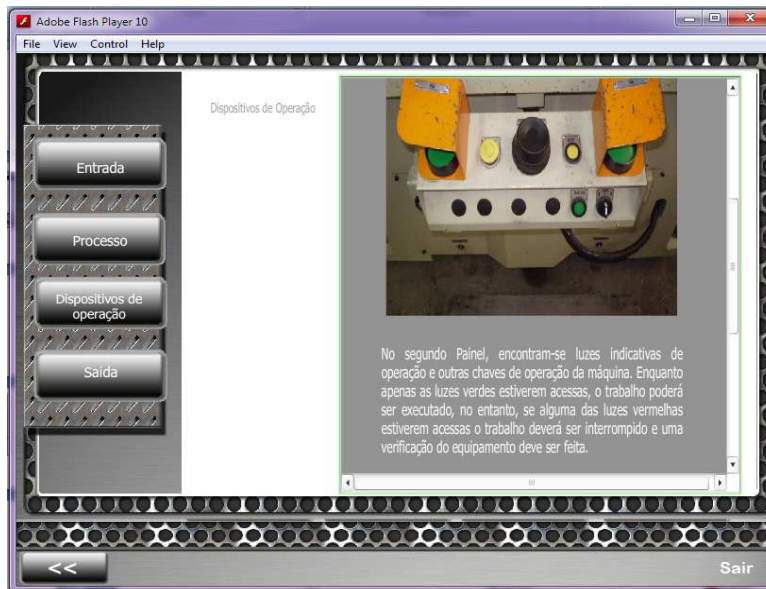 Adobe Flash Player 10
File View Control Help
Dispositivos de Operação
Entrada
Processo
Dispositivos de
operação
Saida
No segundo Painel, encontram-se luzes indicativas de
operação e outras chaves de operação da máquina. Enquanto
apenas as luzes verdes estiverem acessas, o trabalho poderá
ser executado, no entanto, se alguma das luzes vermelhas
estiverem acessas o trabalho deverá ser interrompido e uma
verificação do equipamento deve ser feita.
<<
Sair